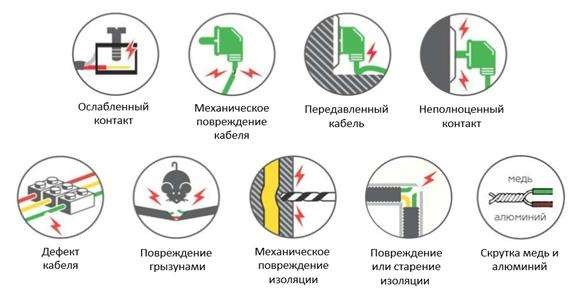 Ослабленный
контакт
Механическое
повреждение
кабеля
Передавленный
кабель
Неполноценный
контакт
медь
алюминий
Дефект
кабеля
Повреждение
грызунами
Механическое
повреждение
изоляции
Повреждение
или старение
изоляции
Скрутка медь и
алюминий